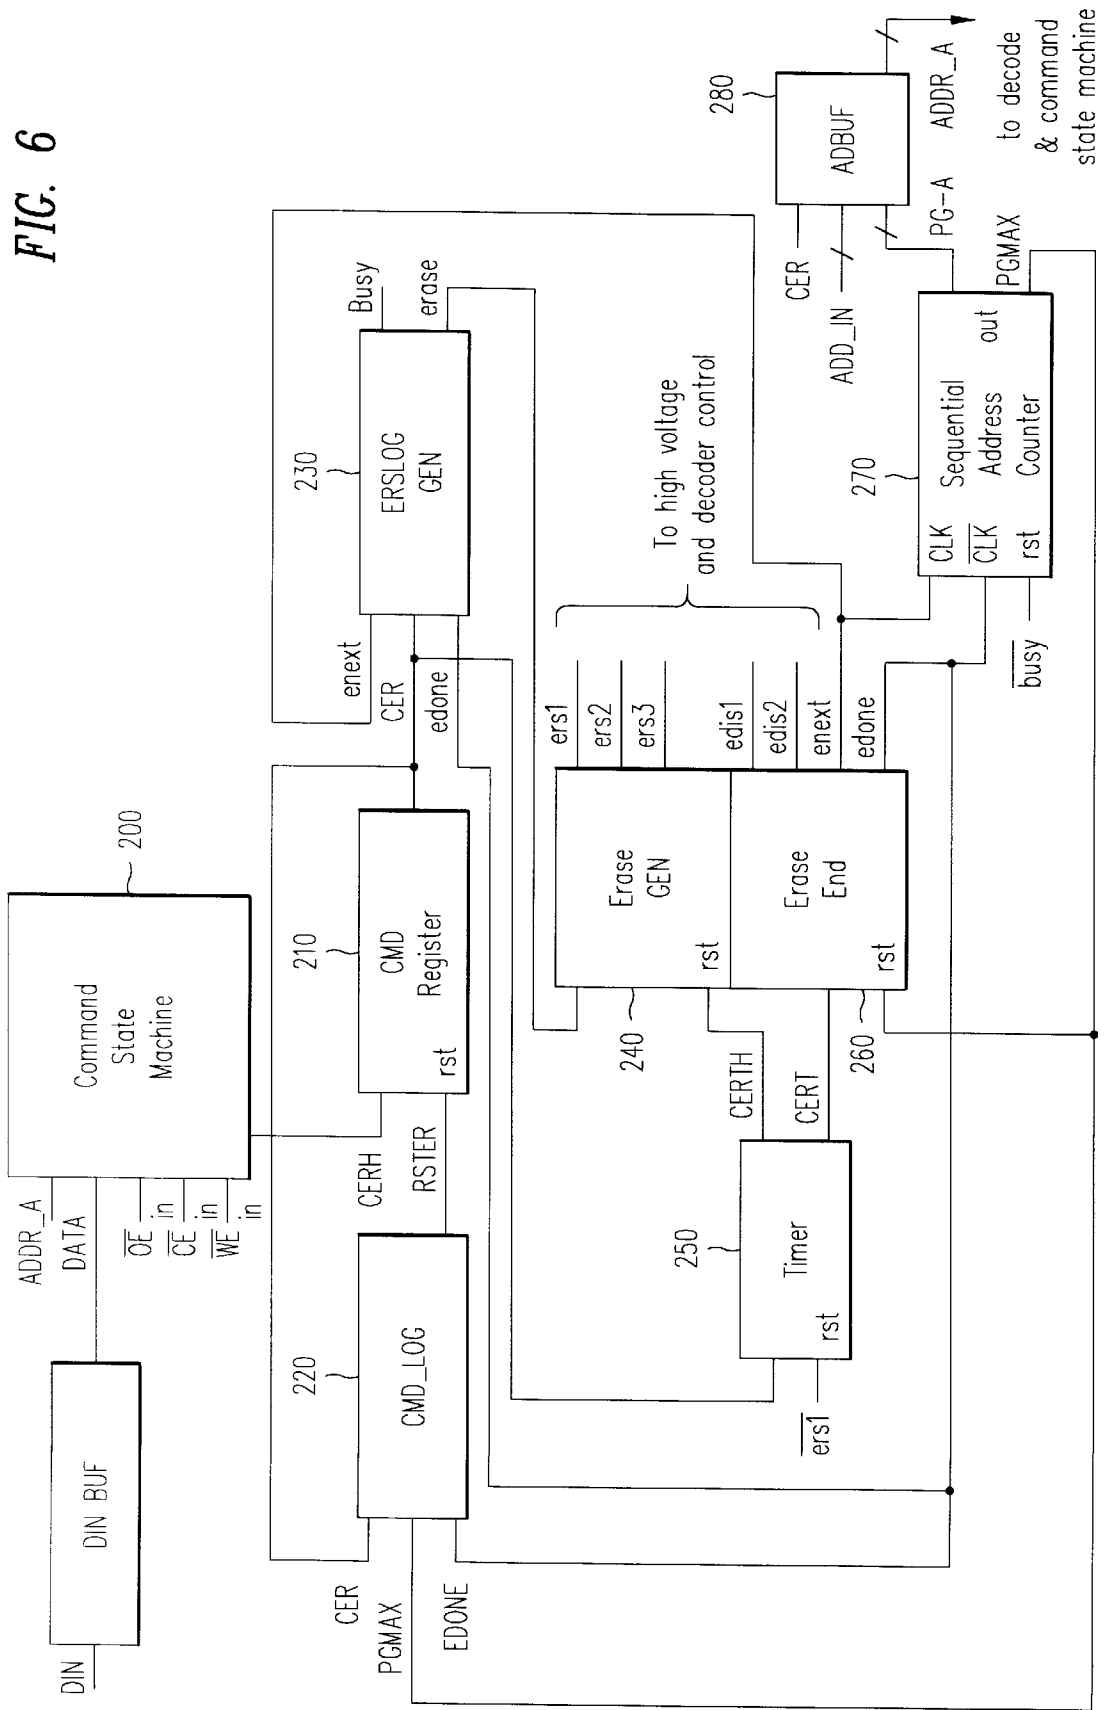 FIG. 6
DIN
DIN BUF
ADDR_A
DATA
OE in
CE in
WE in
Command
State
Machine
200
CER
PGMAX
EDONE
220
CMD_LOG
CERH
RSTER
210
CMD
Register
rst
enext
CER
edone
230
ERSLOG
GEN
Busy
erase
ers1
250
Timer
rst
CERTH
CERT
240
Erase
GEN
rst
260
Erase
End
rst
ers1
ers2
ers3
edis1
edis2
enext
edone
To high voltage
and decoder control
busy
270
CLK
CLK
rst
Sequential
Address
Counter
out
PG-A
PGMAX
CER
ADD_IN
280
ADBUF
ADDR_A
to decode
& command
state machine